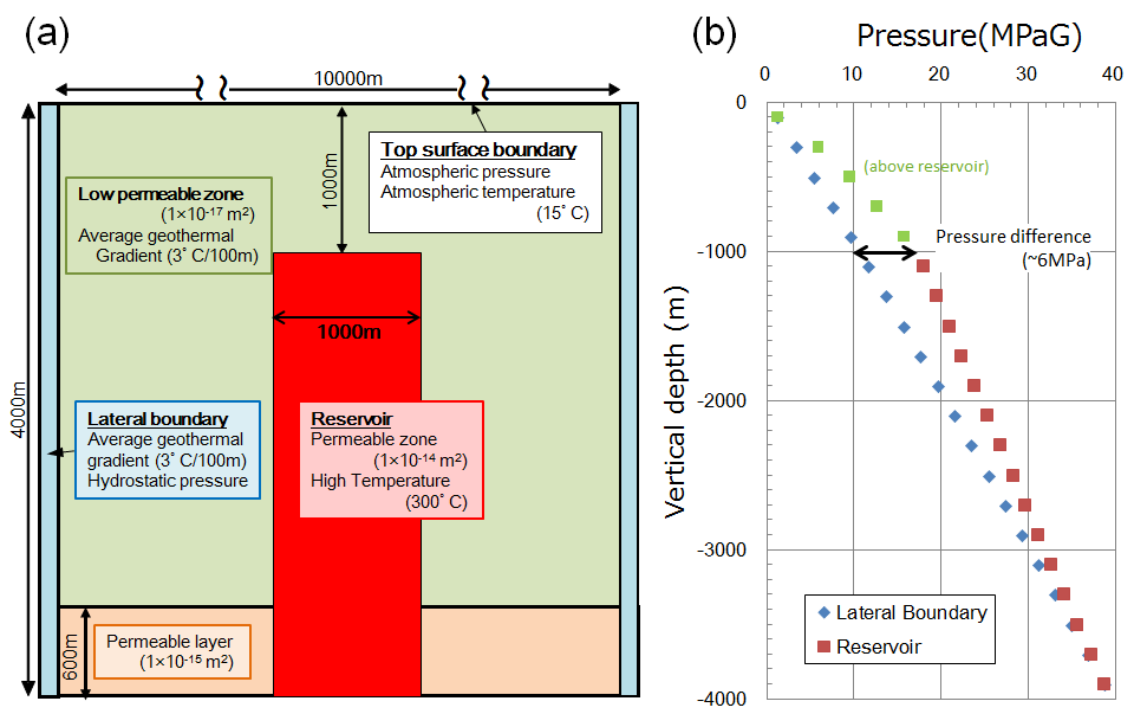 (a)
10000m
4000m
1000m
Top surface boundary
Atmospheric pressure
Atmospheric temperature
(15˚ C)
Low permeable zone
(1×10⁻¹⁷ m²)
Average geothermal
Gradient (3˚ C/100m)
1000m
Lateral boundary
Average geothermal
gradient (3˚ C/100m)
Hydrostatic pressure
Reservoir
Permeable zone
(1×10⁻¹⁴ m²)
High Temperature
(300˚ C)
600m
Permeable layer
(1×10⁻¹⁵ m²)
(b)
Pressure(MPaG)
0 10 20 30 40
0
-1000
-2000
-3000
-4000
Vertical depth (m)
(above reservoir)
Pressure difference
(~6MPa)
Lateral Boundary
Reservoir